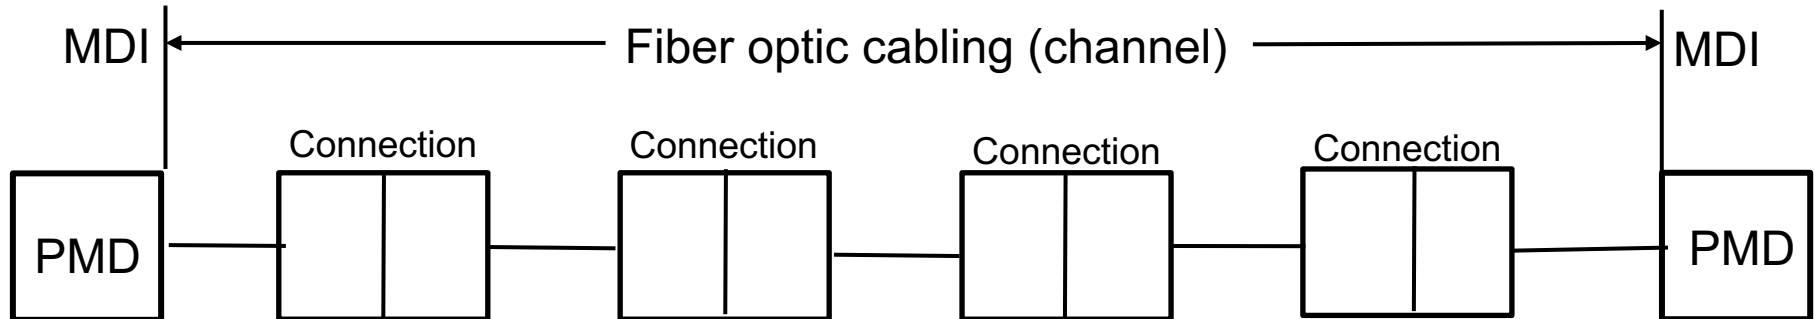 MDI Fiber optic cabling (channel) MDI
Connection Connection Connection Connection
PMD PMD